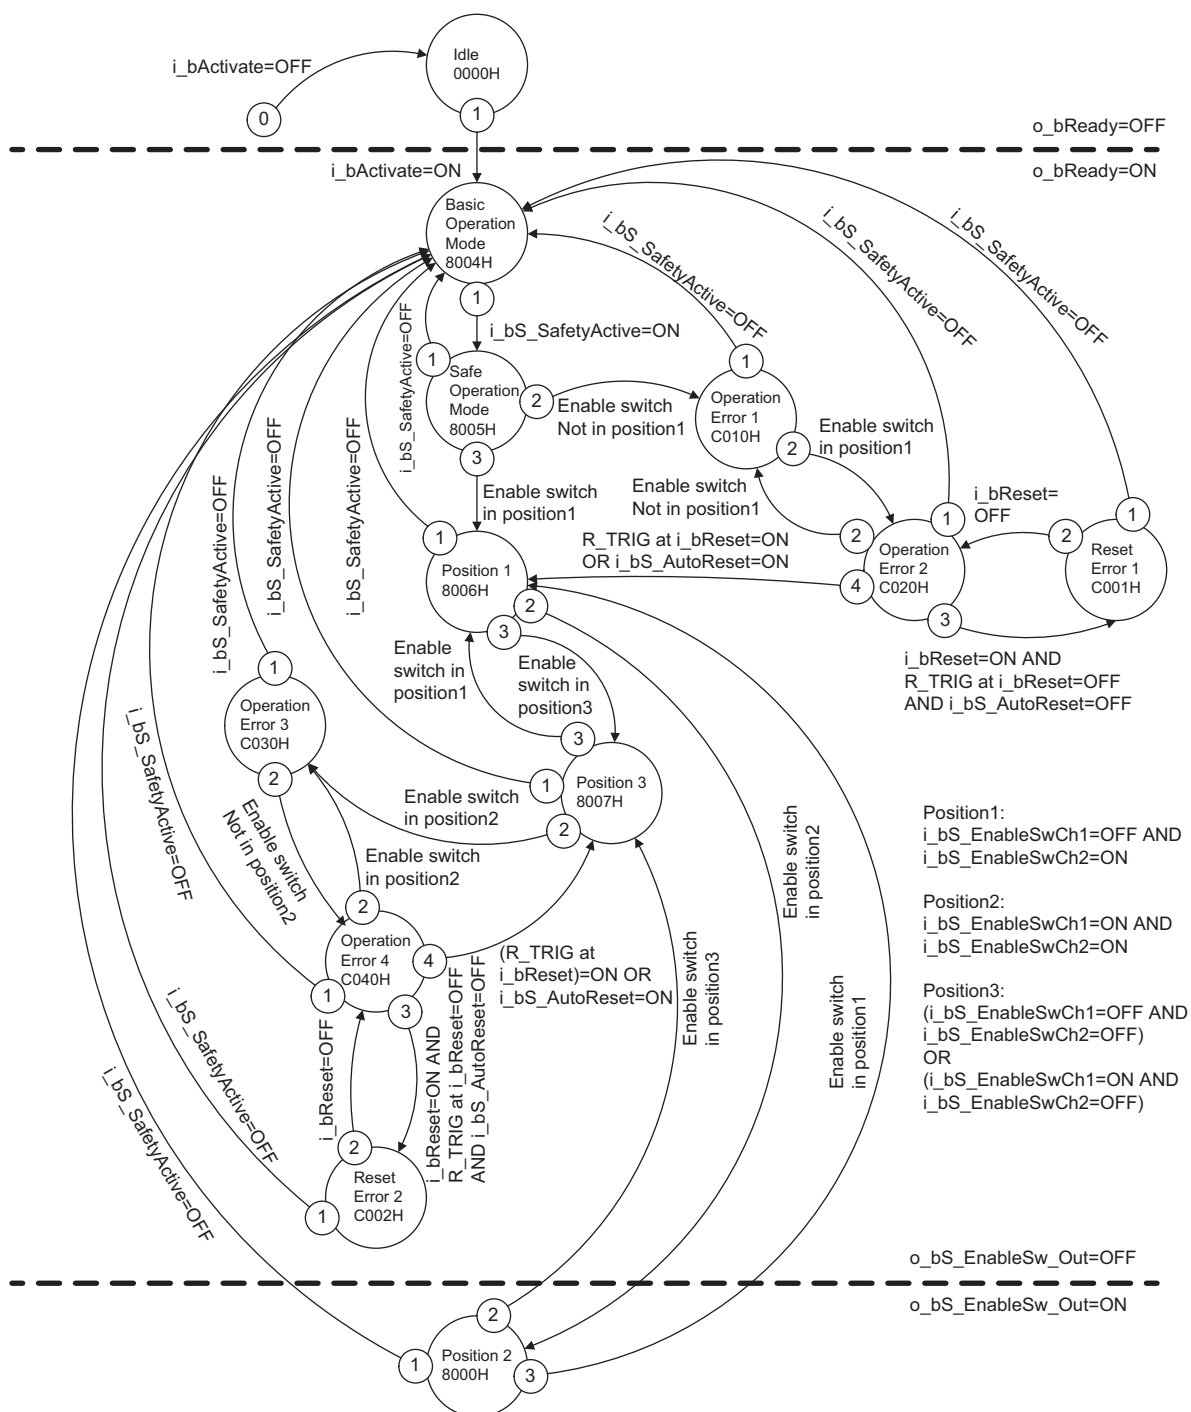 Idle
0000H
i_bActivate=OFF
0
1
o_bReady=OFF
i_bActivate=ON
o_bReady=ON
Basic
Operation
Mode
8004H
1
i_bS_SafetyActive=ON
i_bS_SafetyActive=OFF
i_bS_SafetyActive=OFF
i_bS_SafetyActive=OFF
i_bS_SafetyActive=OFF
1
Safe
Operation
Mode
8005H
2
3
Enable switch
Not in position1
1
Operation
Error 1
C010H
2
Enable switch
in position1
Enable switch
in position1
Enable switch
Not in position1
i_bReset=
OFF
R_TRIG at i_bReset=ON
OR i_bS_AutoReset=ON
2
1
Operation
Error 2
C020H
4
3
2
1
Reset
Error 1
C001H
i_bReset=ON AND
R_TRIG at i_bReset=OFF
AND i_bS_AutoReset=OFF
1
Position 1
8006H
2
3
i_bS_SafetyActive=OFF
i_bS_SafetyActive=OFF
i_bS_SafetyActive=OFF
Enable
switch in
position1
Enable
switch in
position3
1
Operation
Error 3
C030H
2
3
1
Position 3
8007H
2
Enable switch
in position2
Enable switch
Not in position2
Enable switch
in position2
i_bS_SafetyActive=OFF
2
Operation
Error 4
C040H
4
1
3
(R_TRIG at
i_bReset)=ON OR
i_bS_AutoReset=ON
Enable switch
in position3
Enable switch
in position2
Enable switch
in position1
i_bReset=OFF
i_bReset=ON AND
R_TRIG at i_bReset=OFF
AND i_bS_AutoReset=OFF
i_bS_SafetyActive=OFF
i_bS_SafetyActive=OFF
2
Reset
Error 2
C002H
1
Position1:
i_bS_EnableSwCh1=OFF AND
i_bS_EnableSwCh2=ON
Position2:
i_bS_EnableSwCh1=ON AND
i_bS_EnableSwCh2=ON
Position3:
(i_bS_EnableSwCh1=OFF AND
i_bS_EnableSwCh2=OFF)
OR
(i_bS_EnableSwCh1=ON AND
i_bS_EnableSwCh2=OFF)
o_bS_EnableSw_Out=OFF
o_bS_EnableSw_Out=ON
2
1
Position 2
8000H
3